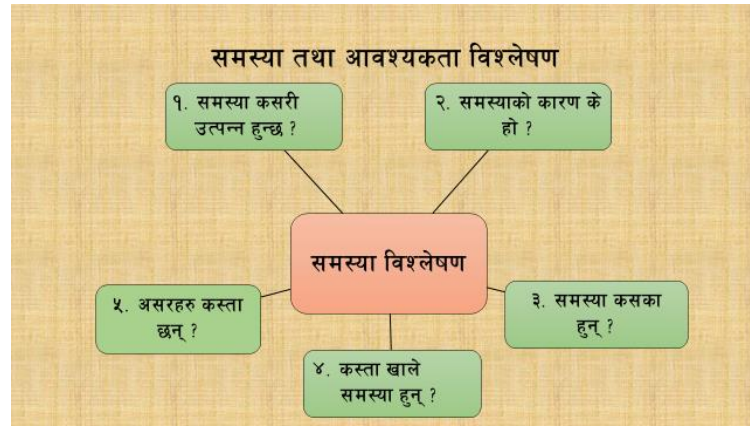 समस्या तथा आवश्यकता विश्लेषण
१. समस्या कसरी
उत्पन्न हुन्छ ?
२. समस्याको कारण के
हो ?
समस्या विश्लेषण
३. समस्या कसका
हुन् ?
४. कस्ता खाले
समस्या हुन् ?
५. असरहरु कस्ता
छन् ?